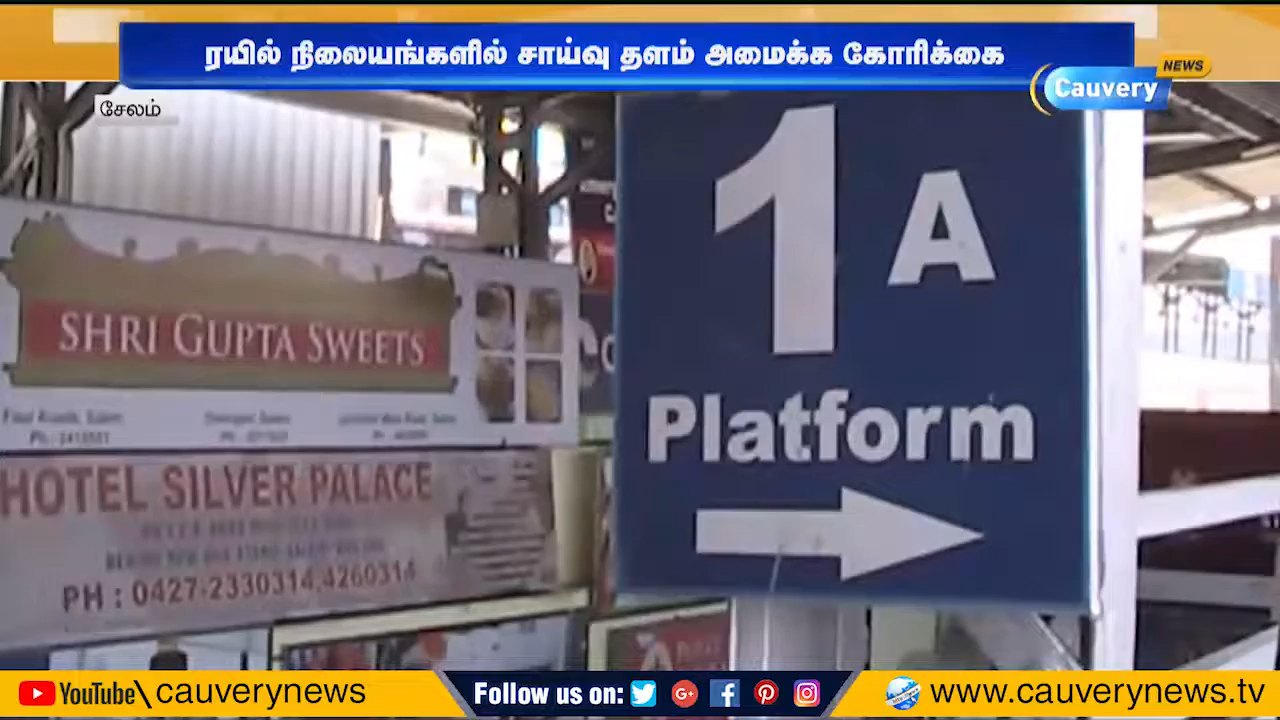 ரயில் நிலையங்களில் சாய்வு தளம் அமைக்க கோரிக்கை
NEWS
Cauvery
சேலம்
1 A
Platform
SHRI GUPTA SWEETS
HOTEL SILVER PALACE
PH : 0427-2330314,4260314
YouTube\cauverynews
Follow us on:
www.cauverynews.tv